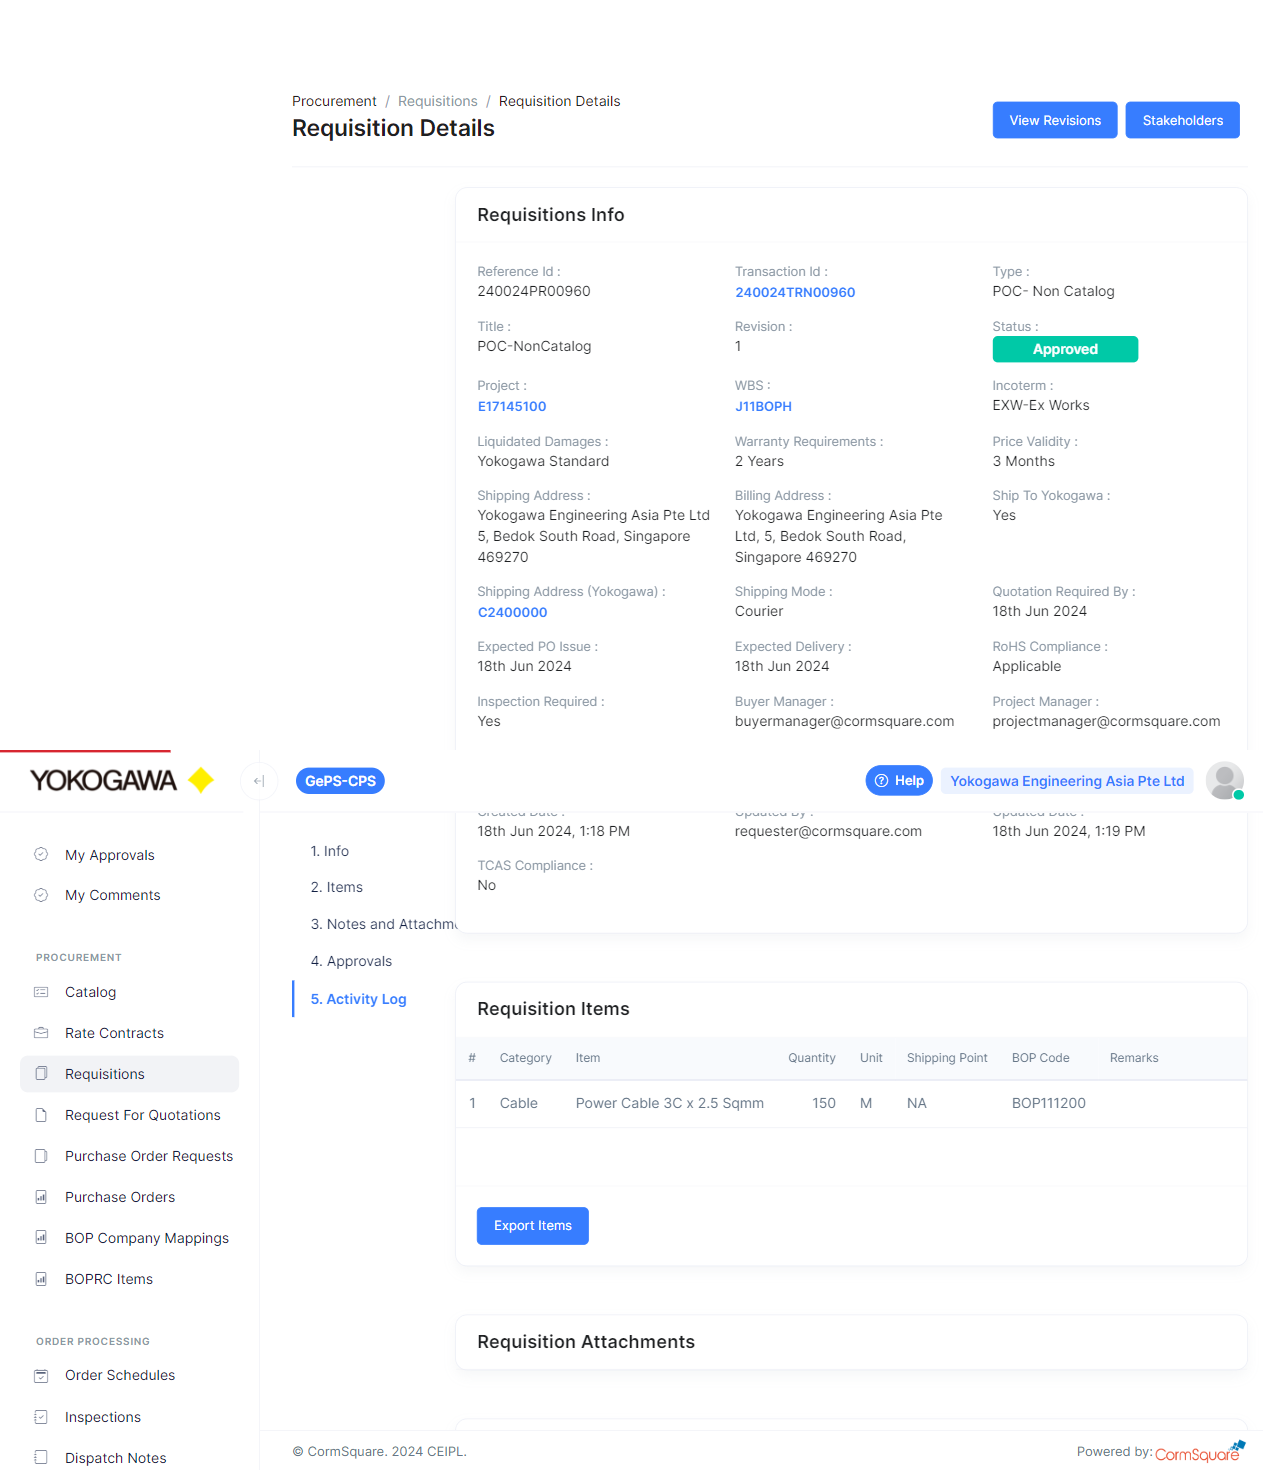 Procurement / Requisitions / Requisition Details
Requisition Details
View Revisions
Stakeholders
Requisitions Info
Reference Id :
240024PR00960
Transaction Id :
240024TRN00960
Type :
POC- Non Catalog
Title :
POC-NonCatalog
Revision :
1
Status :
Approved
Project :
E17145100
WBS :
J11BOPH
Incoterm :
EXW-Ex Works
Liquidated Damages :
Yokogawa Standard
Warranty Requirements :
2 Years
Price Validity :
3 Months
Shipping Address :
Yokogawa Engineering Asia Pte Ltd
5, Bedok South Road, Singapore
469270
Billing Address :
Yokogawa Engineering Asia Pte
Ltd, 5, Bedok South Road,
Singapore 469270
Ship To Yokogawa :
Yes
Shipping Address (Yokogawa) :
C2400000
Shipping Mode :
Courier
Quotation Required By :
18th Jun 2024
Expected PO Issue :
18th Jun 2024
Expected Delivery :
18th Jun 2024
RoHS Compliance :
Applicable
Inspection Required :
Yes
Buyer Manager :
buyermanager@cormsquare.com
Project Manager :
projectmanager@cormsquare.com
YOKOGAWA
GePS-CPS
Help
Yokogawa Engineering Asia Pte Ltd
Created Date :
18th Jun 2024, 1:18 PM
Updated By :
requester@cormsquare.com
Updated Date :
18th Jun 2024, 1:19 PM
TCAS Compliance :
No
My Approvals
My Comments
PROCUREMENT
Catalog
Rate Contracts
Requisitions
Request For Quotations
Purchase Order Requests
Purchase Orders
BOP Company Mappings
BOPRC Items
ORDER PROCESSING
Order Schedules
Inspections
Dispatch Notes
1. Info
2. Items
3. Notes and Attachm
4. Approvals
5. Activity Log
Requisition Items
# Category Item Quantity Unit Shipping Point BOP Code Remarks
1 Cable Power Cable 3C x 2.5 Sqmm 150 M NA BOP111200
Export Items
Requisition Attachments
© CormSquare. 2024 CEIPL.
Powered by: CormSquare